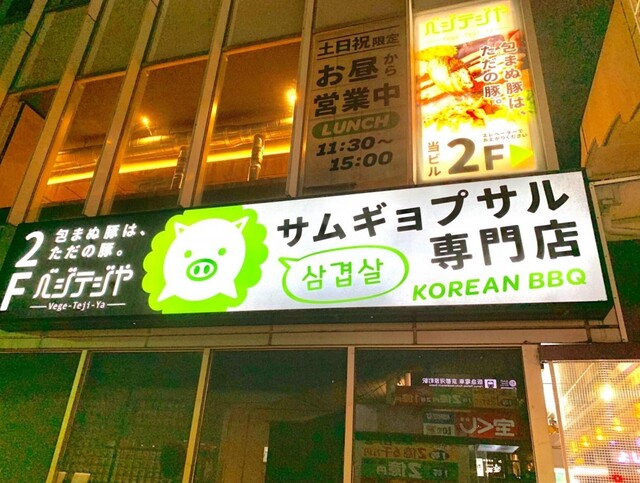 土日祝限定
お昼から
営業中
LUNCH
11:30～
15:00
ベジテジや
包まぬ豚は、
ただの豚。
当ビル
2F
2F
包まぬ豚は、
ただの豚。
ベジテジや
Vege-Teji-Ya
サムギョプサル
専門店
삼겹살
KOREAN BBQ
宝くじ